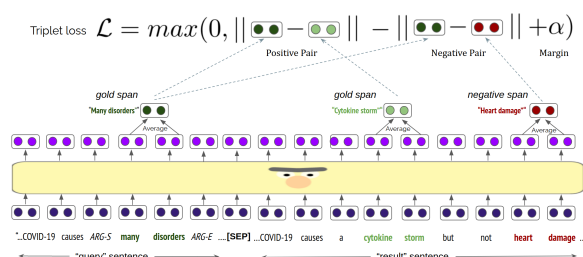 Triplet loss L = max(0, || − || − || − || +α)
Positive Pair Negative Pair Margin
gold span gold span negative span
"Many disorders" "Cytokine storm" "Heart damage"
Average Average Average
"...COVID-19 causes ARG-S many disorders ARG-E ....[SEP] ...COVID-19 causes a cytokine storm but not heart damage ...
"query" sentence "result" sentence